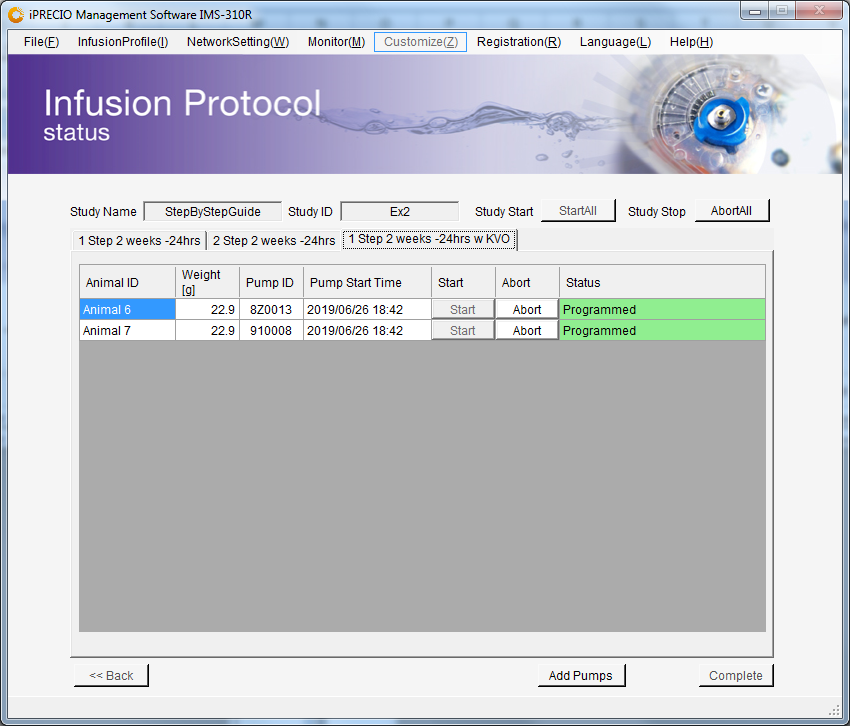 iPRECIO Management Software IMS-310R
File(F) InfusionProfile(I) NetworkSetting(W) Monitor(M) Customize(Z) Registration(R) Language(L) Help(H)
Infusion Protocol
status
Study Name StepByStepGuide Study ID Ex2 Study Start StartAll Study Stop AbortAll
1 Step 2 weeks -24hrs 2 Step 2 weeks -24hrs 1 Step 2 weeks -24hrs w KVO
Animal ID Weight [g] Pump ID Pump Start Time Start Abort Status
Animal 6 22.9 8Z0013 2019/06/26 18:42 Start Abort Programmed
Animal 7 22.9 910008 2019/06/26 18:42 Start Abort Programmed
<< Back Add Pumps Complete